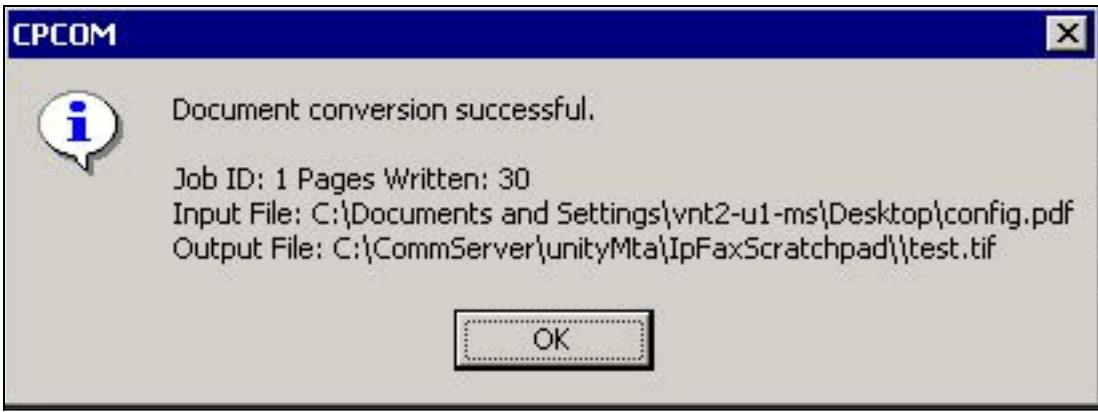 CPCOM
Document conversion successful.
Job ID: 1 Pages Written: 30
Input File: C:\Documents and Settings\vnt2-u1-ms\Desktop\config.pdf
Output File: C:\CommServer\unityMta\IpFaxScratchpad\\test.tif
OK